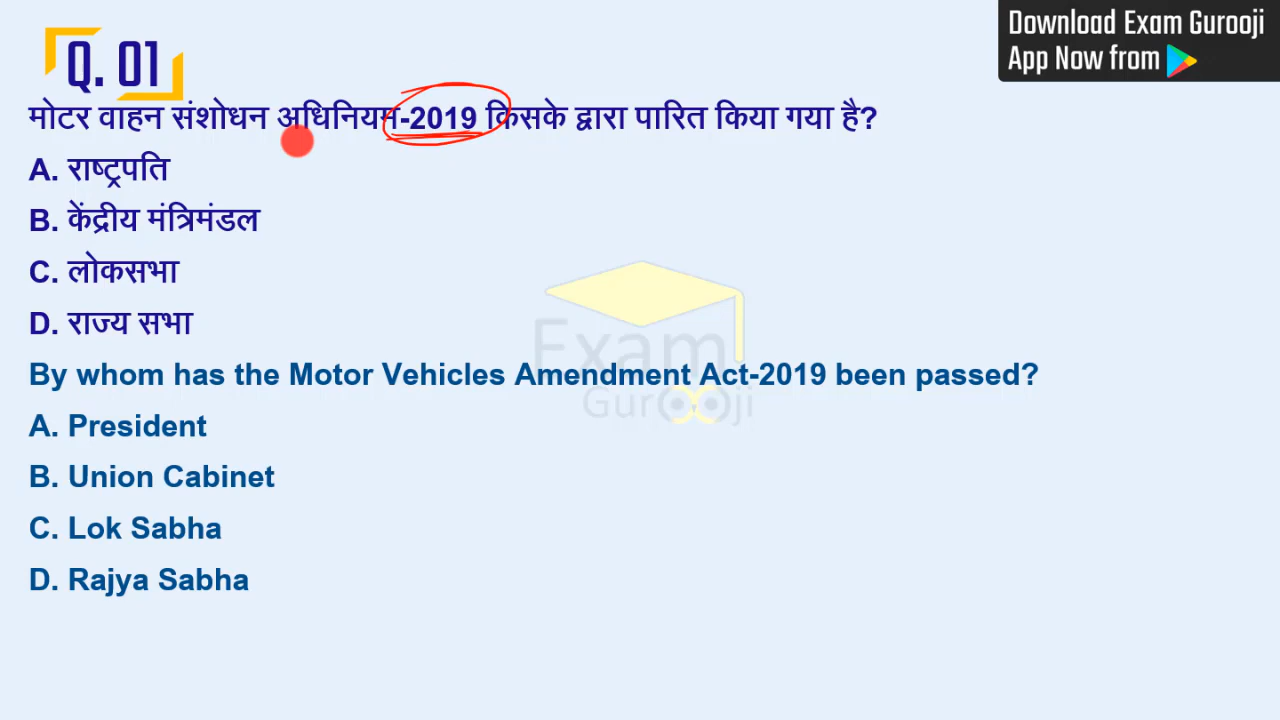 Download Exam Gurooji
App Now from
Q. 01
मोटर वाहन संशोधन अधिनियम-2019 किसके द्वारा पारित किया गया है?
A. राष्ट्रपति
B. केंद्रीय मंत्रिमंडल
C. लोकसभा
D. राज्य सभा
Exam
Gurooji
By whom has the Motor Vehicles Amendment Act-2019 been passed?
A. President
B. Union Cabinet
C. Lok Sabha
D. Rajya Sabha